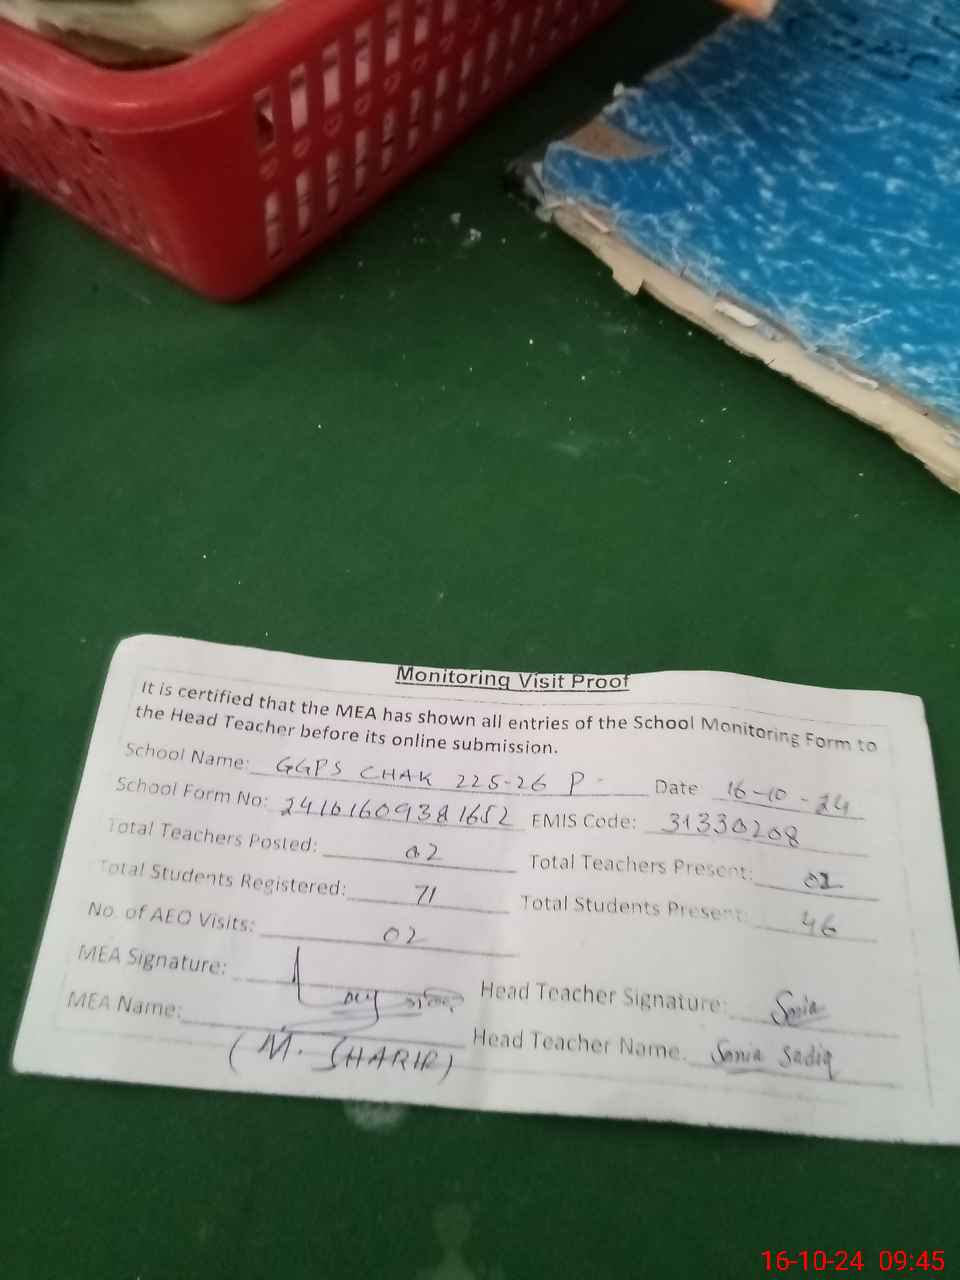 Monitoring Visit Proof
It is certified that the MEA has shown all entries of the School Monitoring Form to
the Head Teacher before its online submission.
School Name: GGPS CHAK 225-26 P Date 16-10-24
School Form No: 24101609381652 EMIS Code: 31330208
Total Teachers Posted: 02 Total Teachers Present: 02
Total Students Registered: 71 Total Students Present: 46
No. of AEO Visits: 02
MEA Signature: Head Teacher Signature: Sonia
MEA Name: (M. Head Teacher Name. Sonia Sadiq
16-10-24 09:45